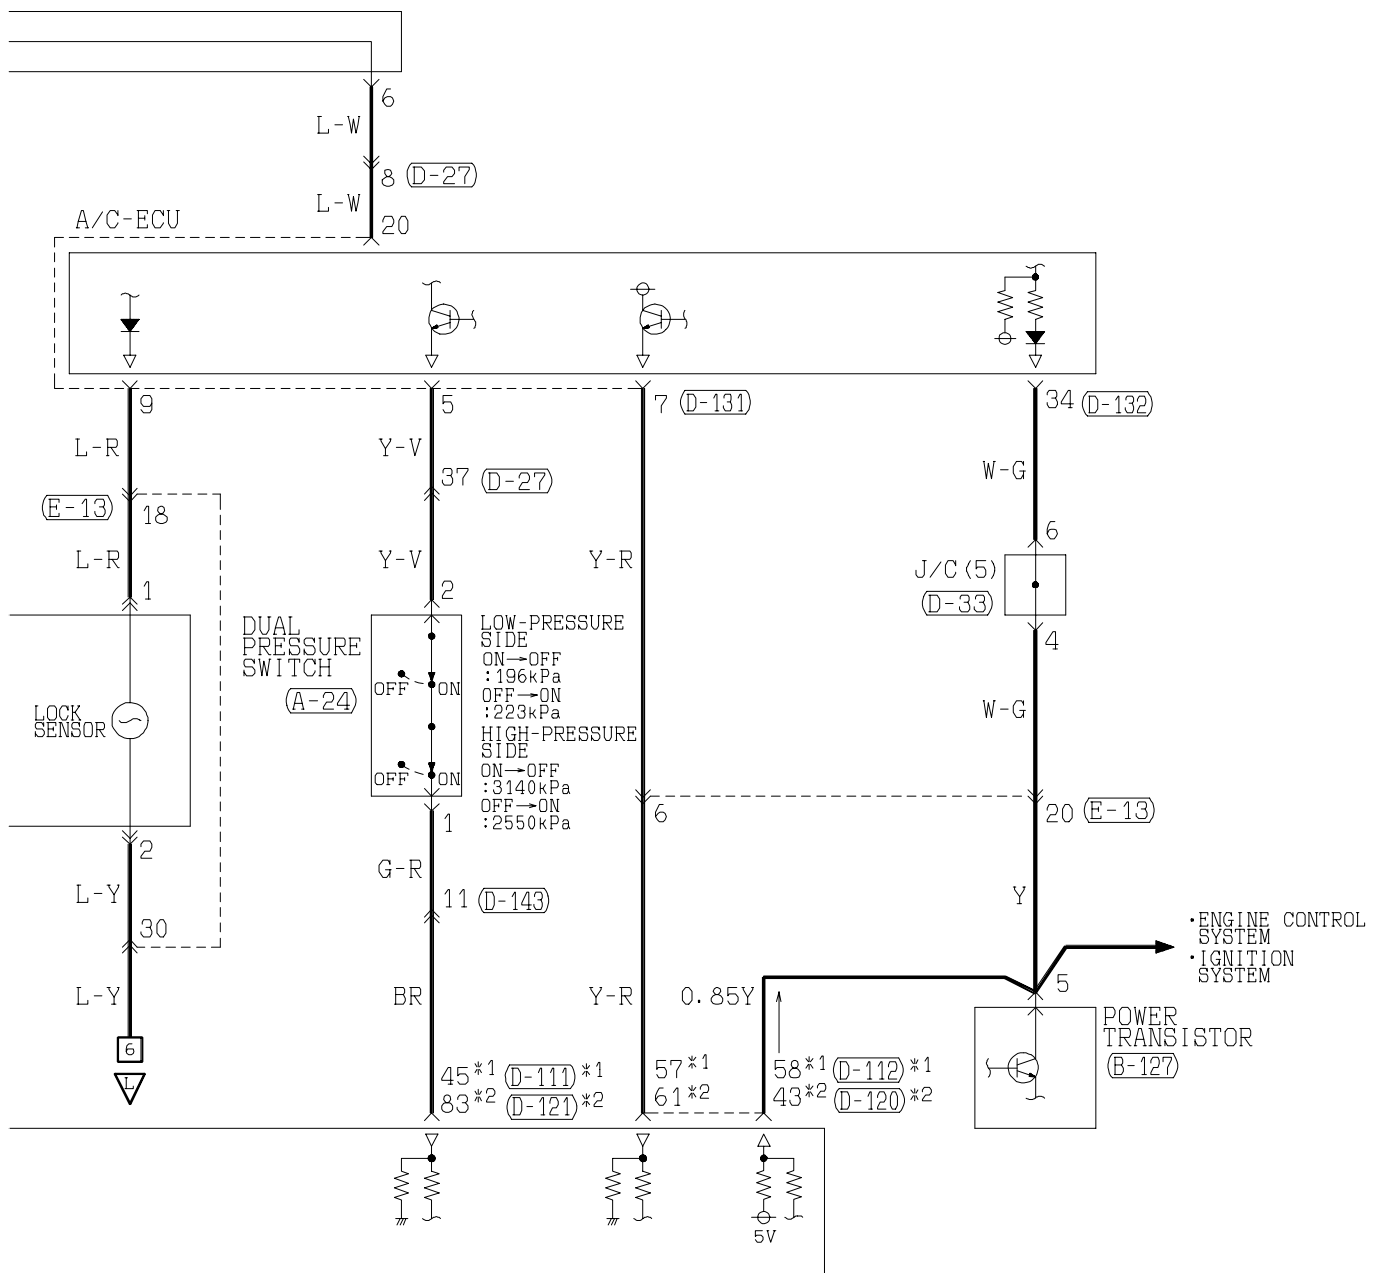 6
L-W
8 (D-27)
L-W
20
A/C-ECU
9
5
7 (D-131)
34 (D-132)
L-R
Y-V
W-G
37 (D-27)
(E-13)
18
6
L-R
Y-V
Y-R
J/C(5)
(D-33)
1
2
4
DUAL
PRESSURE
SWITCH
(A-24)
OFF ON
OFF ON
LOW-PRESSURE
SIDE
ON→OFF
:196kPa
OFF→ON
:223kPa
HIGH-PRESSURE
SIDE
ON→OFF
:3140kPa
OFF→ON
:2550kPa
W-G
LOCK
SENSOR
6
20 (E-13)
2
1
G-R
L-Y
11 (D-143)
Y
30
・ENGINE CONTROL
SYSTEM
・IGNITION
SYSTEM
L-Y
BR
Y-R
0.85Y
5
POWER
TRANSISTOR
(B-127)
6
L
45*1 (D-111)*1
83*2 (D-121)*2
57*1
61*2
58*1 (D-112)*1
43*2 (D-120)*2
5V